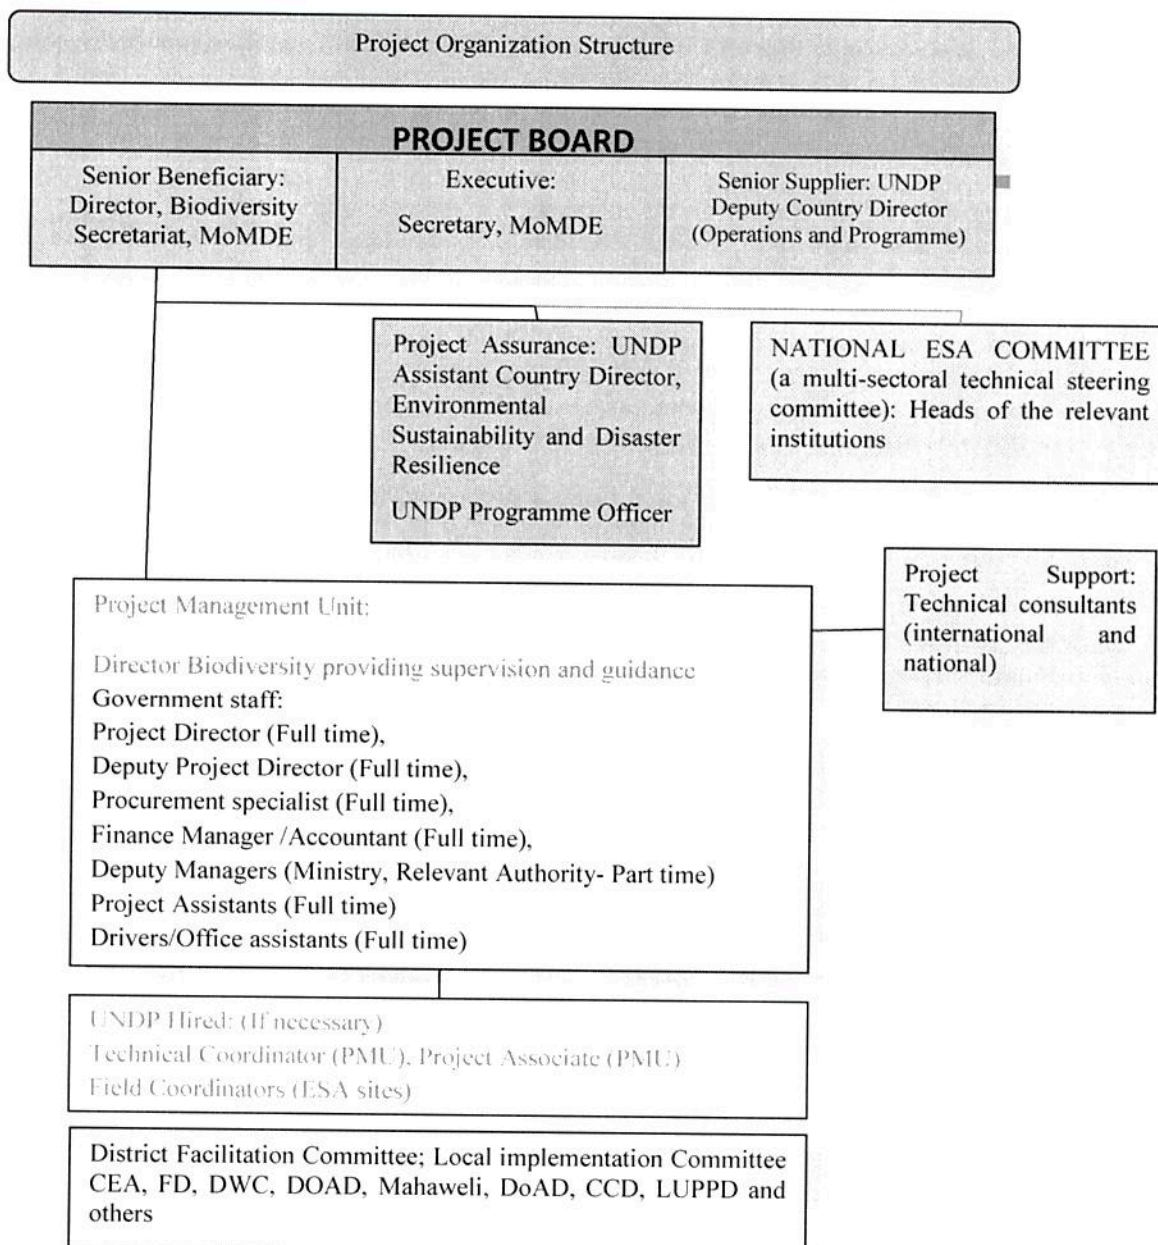 Project Organization Structure
PROJECT BOARD
Senior Beneficiary:
Director, Biodiversity
Secretariat, MoMDE
Executive:
Secretary, MoMDE
Senior Supplier: UNDP
Deputy Country Director
(Operations and Programme)
Project Assurance: UNDP
Assistant Country Director,
Environmental
Sustainability and Disaster
Resilience
UNDP Programme Officer
NATIONAL ESA COMMITTEE
(a multi-sectoral technical steering
committee): Heads of the relevant
institutions
Project Support:
Technical consultants
(international and
national)
Project Management Unit:
Director Biodiversity providing supervision and guidance
Government staff:
Project Director (Full time),
Deputy Project Director (Full time),
Procurement specialist (Full time),
Finance Manager /Accountant (Full time),
Deputy Managers (Ministry, Relevant Authority- Part time)
Project Assistants (Full time)
Drivers/Office assistants (Full time)
UNDP Hired: (If necessary)
Technical Coordinator (PMU), Project Associate (PMU)
Field Coordinators (ESA sites)
District Facilitation Committee; Local implementation Committee
CEA, FD, DWC, DOAD, Mahaweli, DoAD, CCD, LUPPD and
others